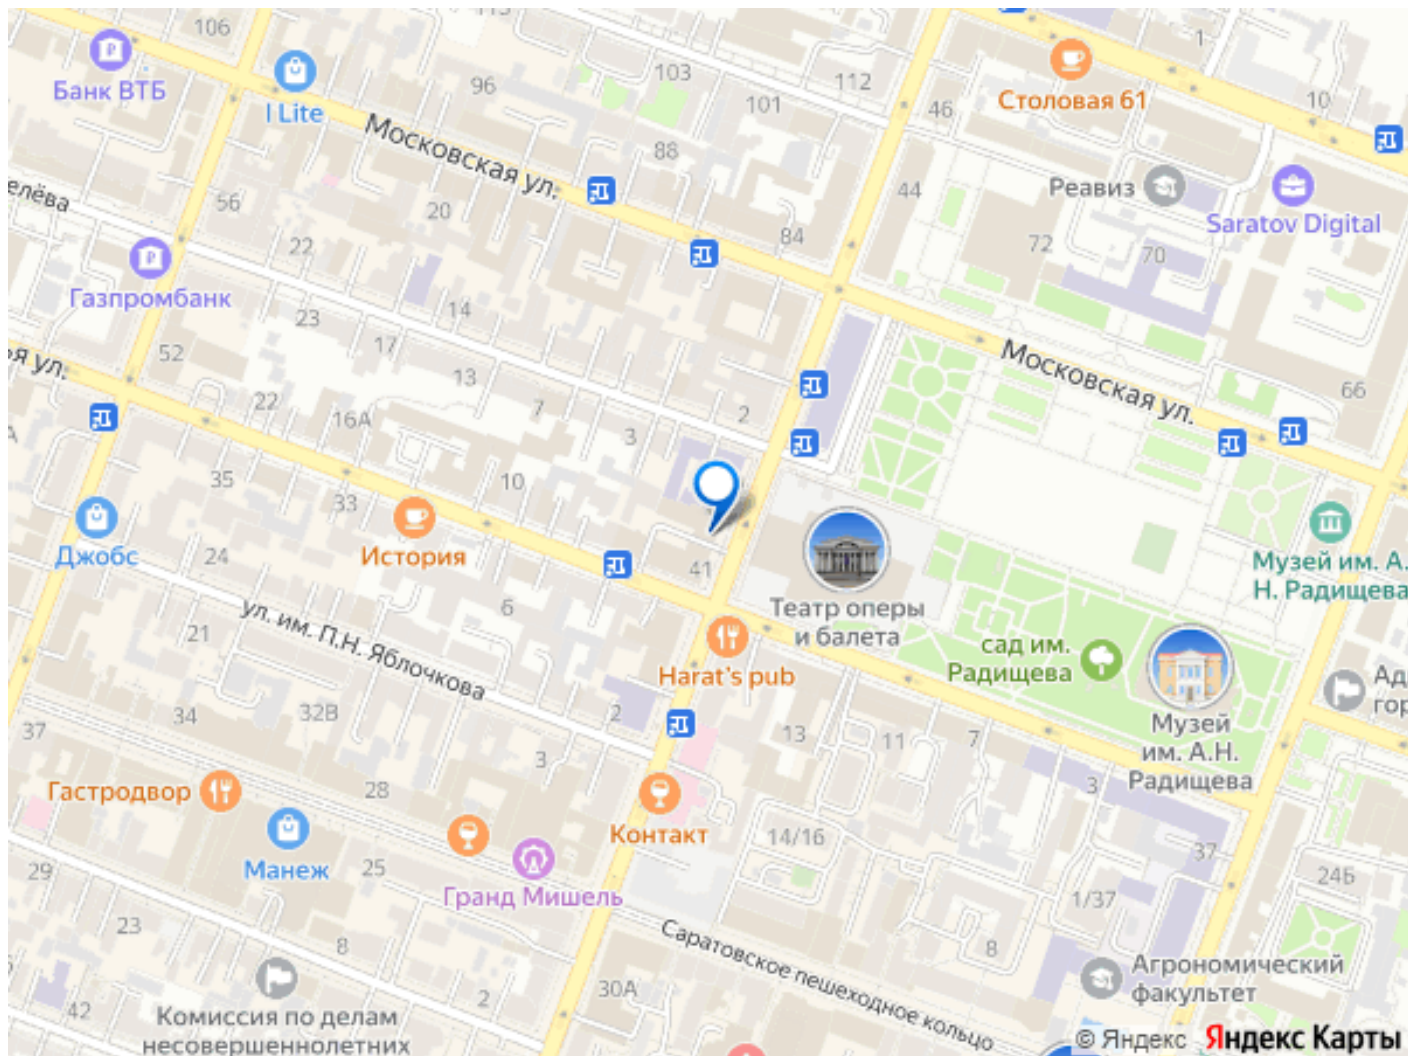 106
103
112
Столовая 61
Банк ВТБ
I Lite
96
101
46
10
1
Московская ул.
88
44
Реавиз
Saratov Digital
елёва
56
20
22
84
72
70
Газпромбанк
14
23
17
52
13
7
2
3
Московская ул.
66
я ул.
22
16А
35
33
10
Джобс
24
История
41
Театр оперы
и балета
Музей им. А.
Н. Радищева
6
21
ул. им. П.Н. Яблочкова
Harat's pub
сад им.
Радищева
Музей
им. А.Н.
Радищева
Ад
гор
37
34
32В
2
3
13
11
7
3
Гастродвор
28
Манеж
25
Контакт
14/16
37
24Б
29
Гранд Мишель
1/37
23
8
Саратовское пешеходное кольцо
8
Агрономический
факультет
42
2
30А
Комиссия по делам
несовершеннолетних
© Яндекс Яндекс Карты